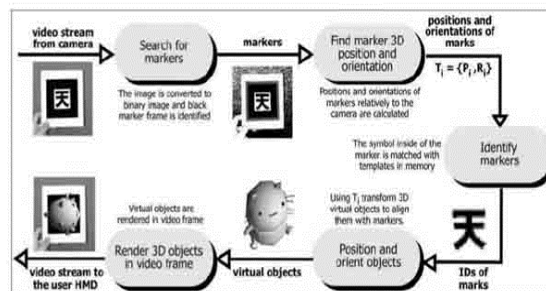 video stream
from camera
Search for
markers
markers
Find marker 3D
position and
orientation
positions and
orientations of
marks
T i = {P i ,R i }
The image is converted to
binary image and black
marker frame is identified
Positions and orientations of
markers relatively to the
camera are calculated
天
天
The symbol inside of the
marker is matched with
templates in memory
Identify
markers
Virtual objects are
rendered in video frame
Using T i transform 3D
virtual objects to align
them with markers.
天
Render 3D objects
in video frame
Position and
orient objects
video stream to
the user HMD
virtual objects
IDs of
marks